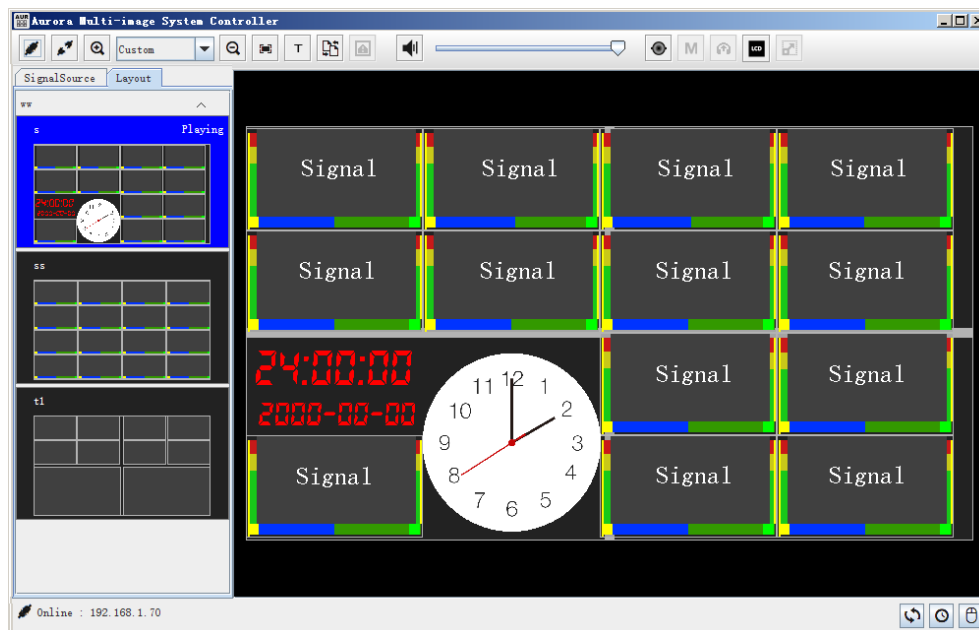 AUR Aurora Multi-image System Controller
Custom T M LCD
SignalSource Layout
ww
s Playing
24:00:00
2000-00-00
ss
t1
Signal Signal Signal Signal
Signal Signal Signal Signal
24:00:00
2000-00-00
Signal Signal
Signal Signal Signal
12
1
2
3
4
5
6
7
8
9
10
11
Online : 192.168.1.70